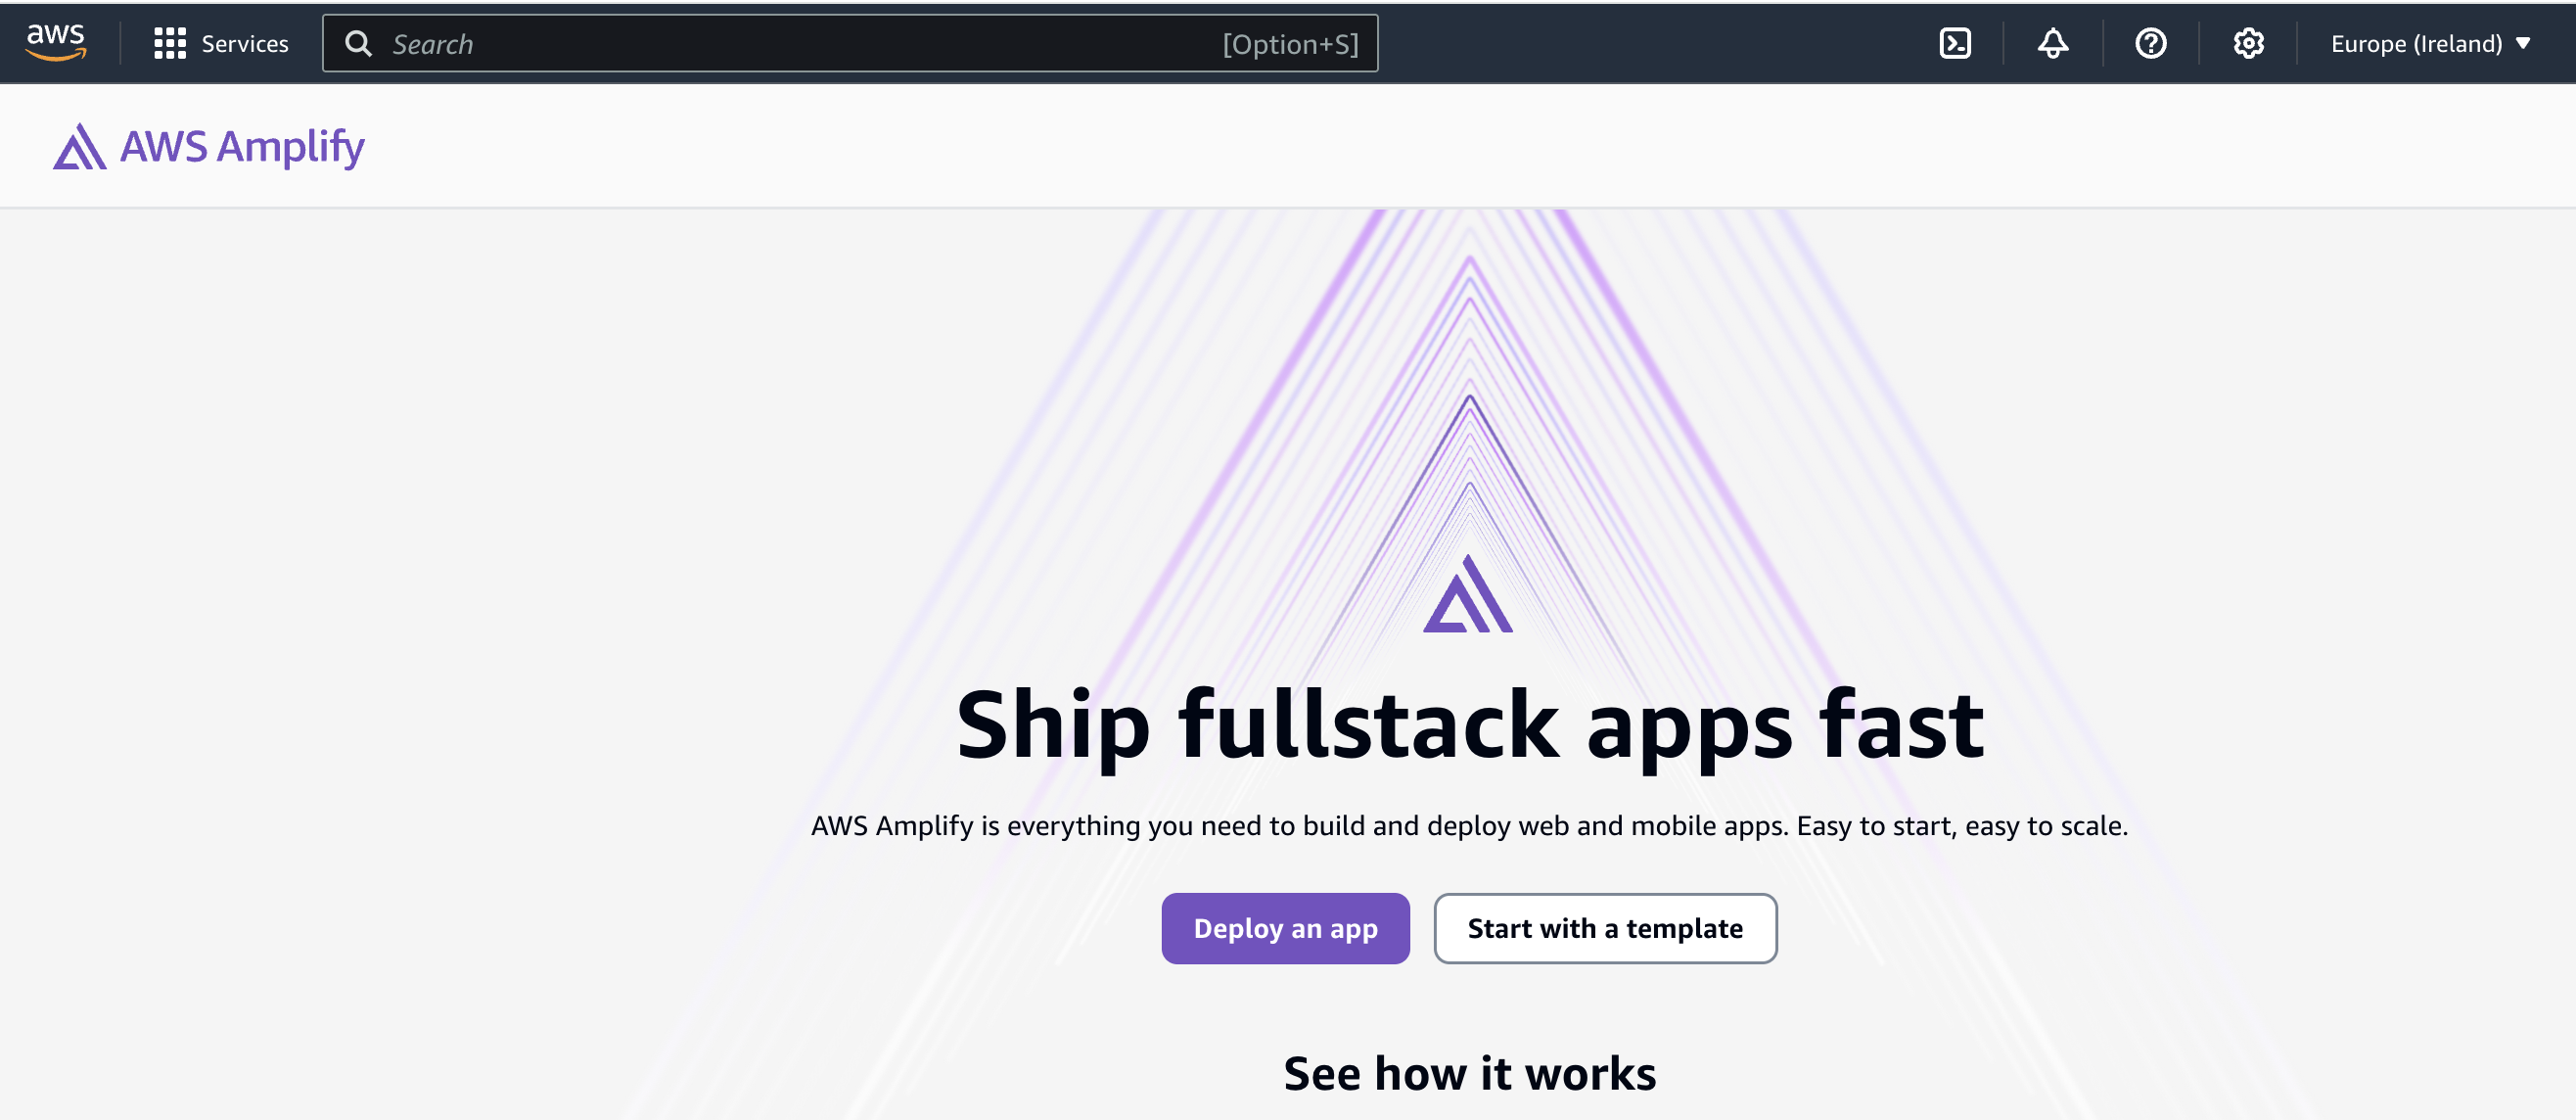 aws
Services
Search
[Option+S]
Europe (Ireland)
AWS Amplify
Ship fullstack apps fast
AWS Amplify is everything you need to build and deploy web and mobile apps. Easy to start, easy to scale.
Deploy an app
Start with a template
See how it works